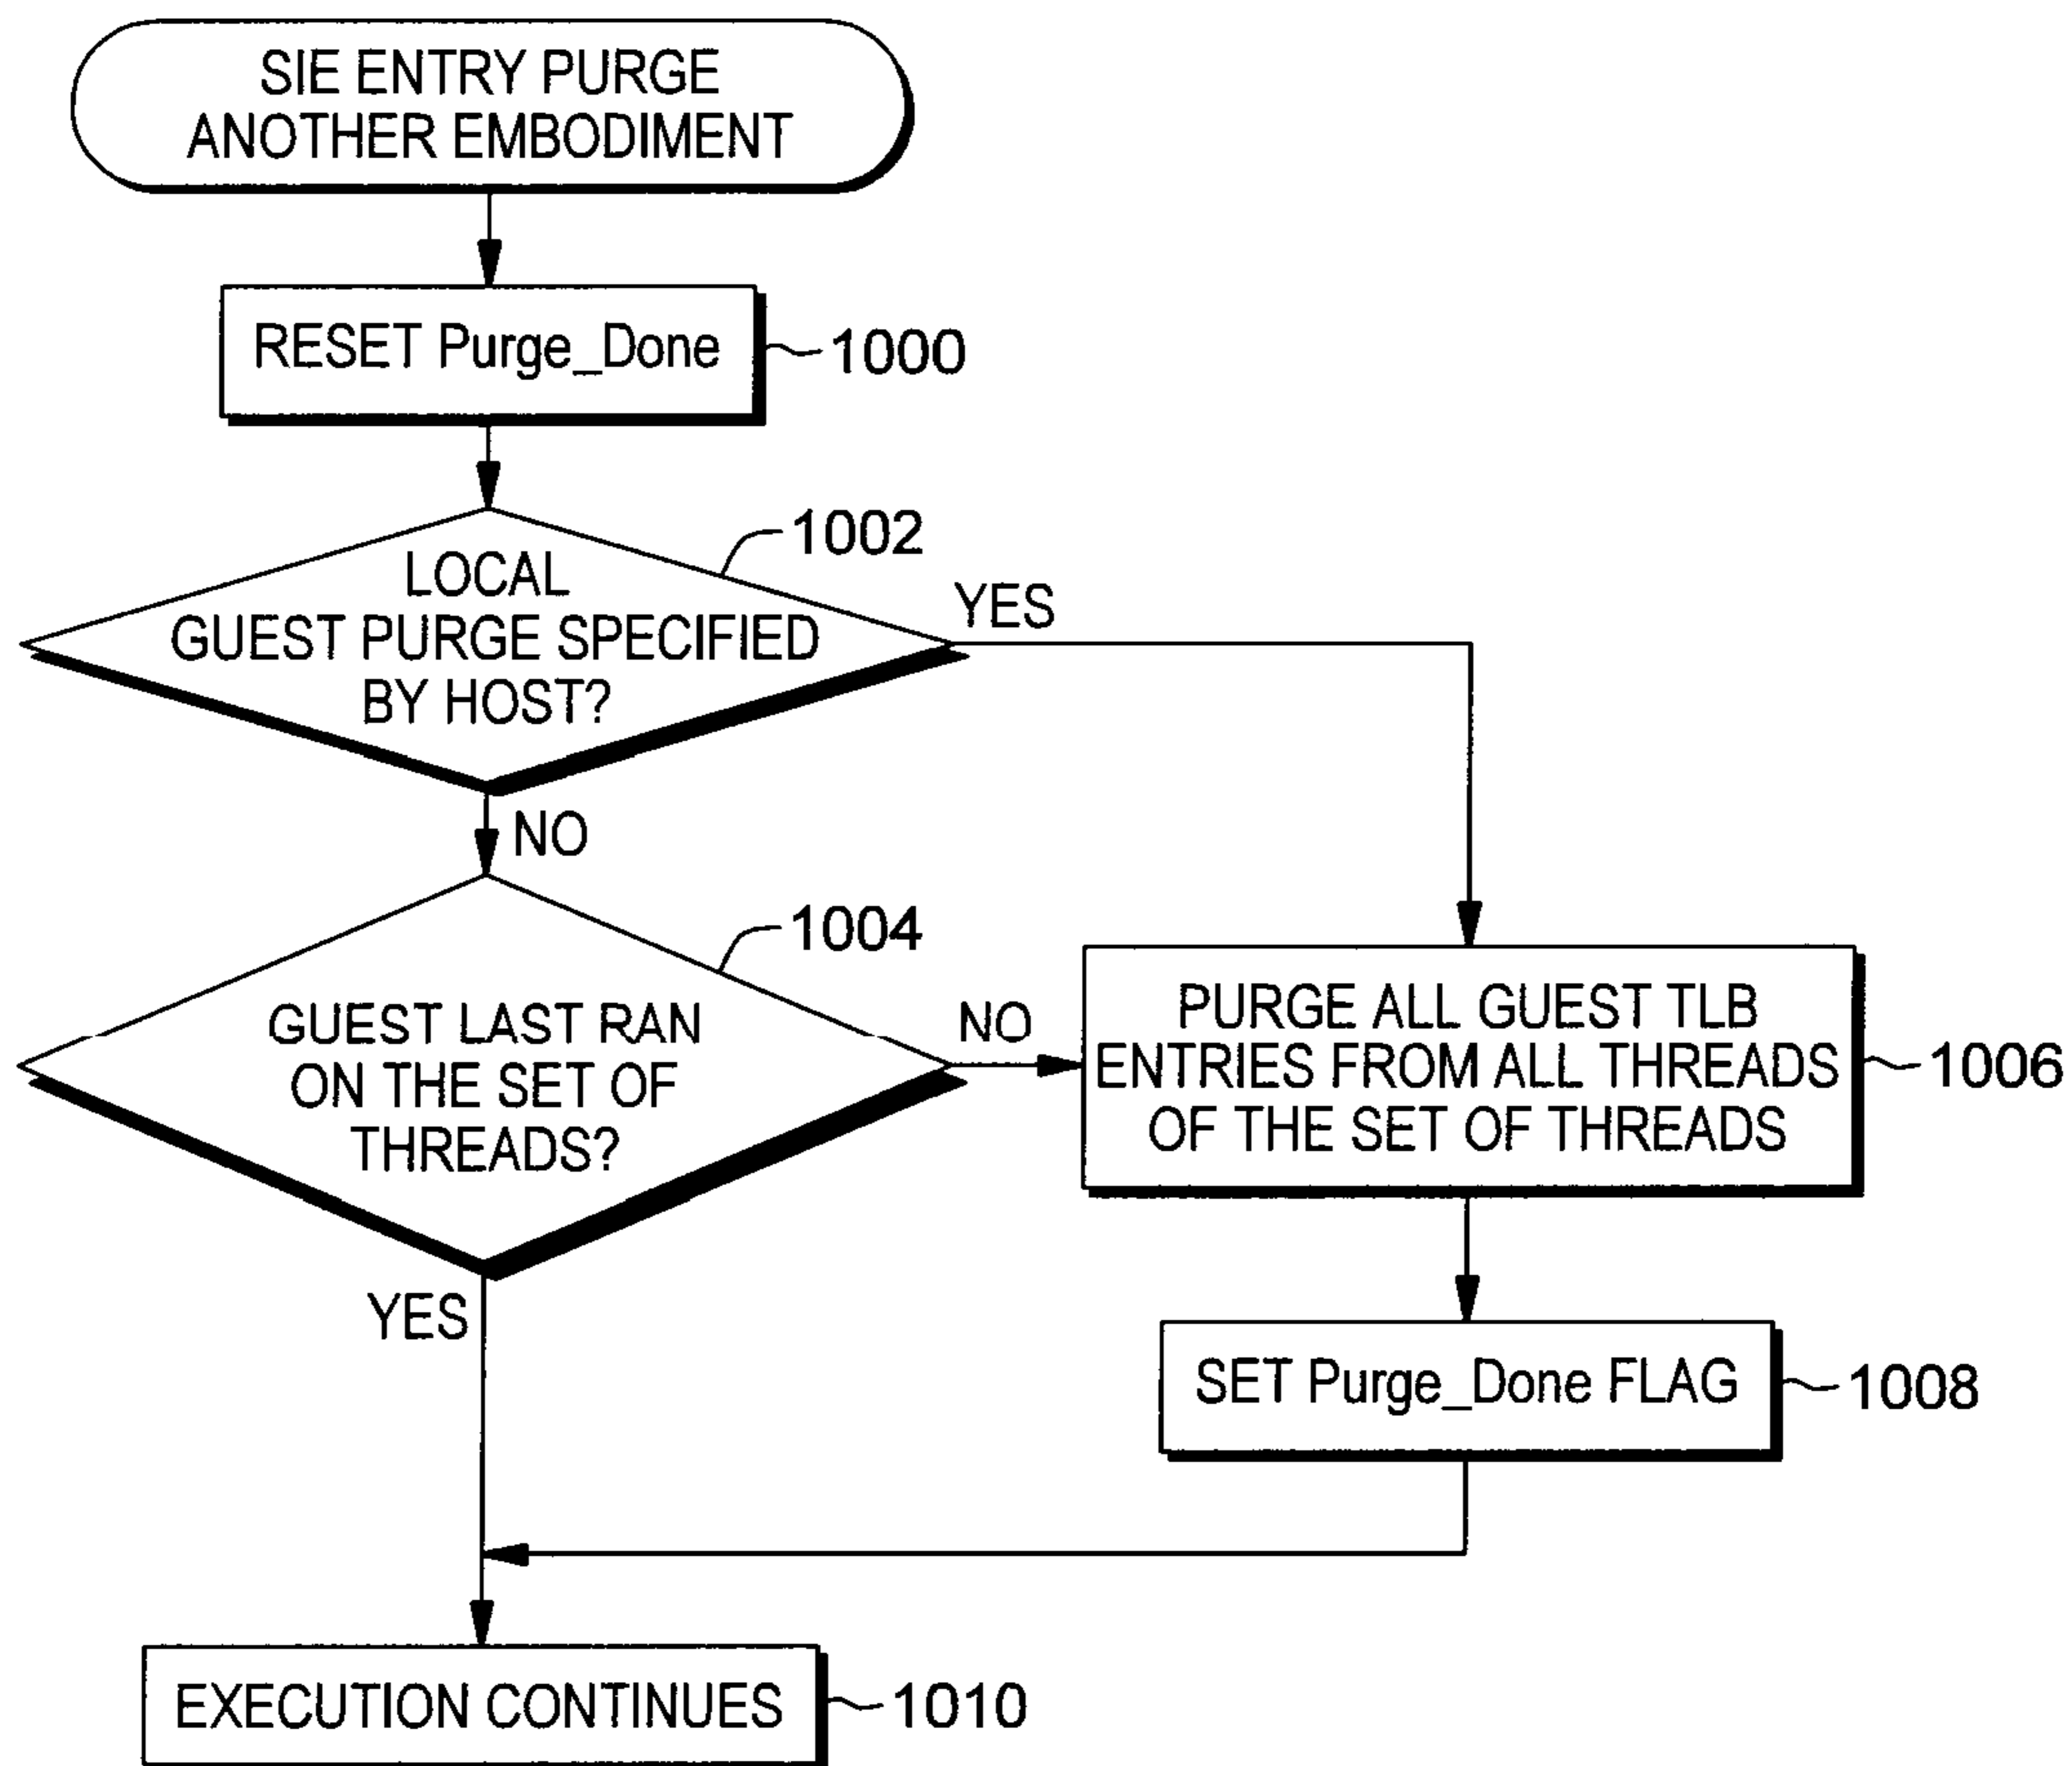 SIE ENTRY PURGE
ANOTHER EMBODIMENT
RESET Purge_Done
1000
1002
LOCAL
GUEST PURGE SPECIFIED
BY HOST?
YES
NO
1004
GUEST LAST RAN
ON THE SET OF
THREADS?
NO
PURGE ALL GUEST TLB
ENTRIES FROM ALL THREADS
OF THE SET OF THREADS
1006
YES
SET Purge_Done FLAG
1008
EXECUTION CONTINUES
1010